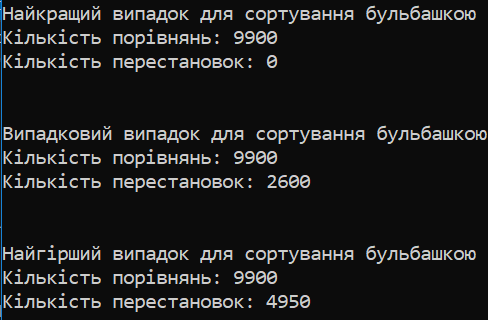 Найкращий випадок для сортування бульбашкою
Кількість порівнянь: 9900
Кількість перестановок: 0
Випадковий випадок для сортування бульбашкою
Кількість порівнянь: 9900
Кількість перестановок: 2600
Найгірший випадок для сортування бульбашкою
Кількість порівнянь: 9900
Кількість перестановок: 4950